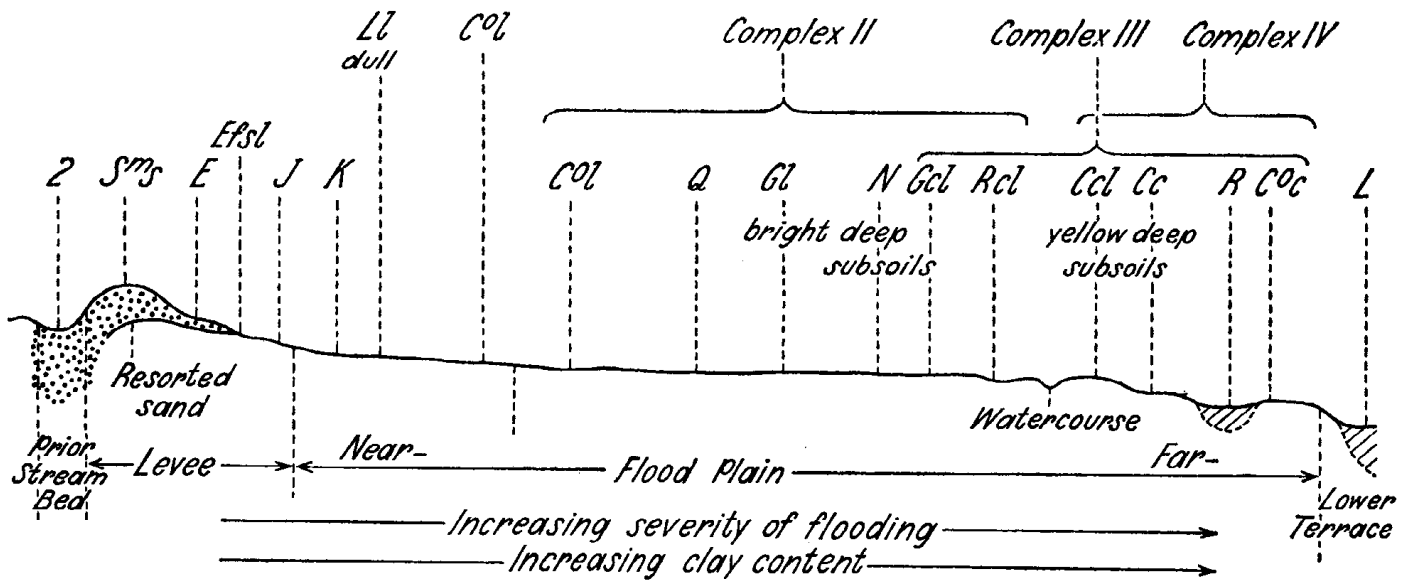 Ll
dull
Cºl
Complex II
Complex III
Complex IV
2
Sᵐs
E
Efsl
J
K
Cºl
Q
Gl
N
Gcl
Rcl
Ccl
Cc
R
Cºc
L
bright deep
subsoils
yellow deep
subsoils
Resorted
sand
Watercourse
Prior
Stream
Bed
Levee
Near-
Flood Plain
Far-
Lower
Terrace
Increasing severity of flooding
Increasing clay content